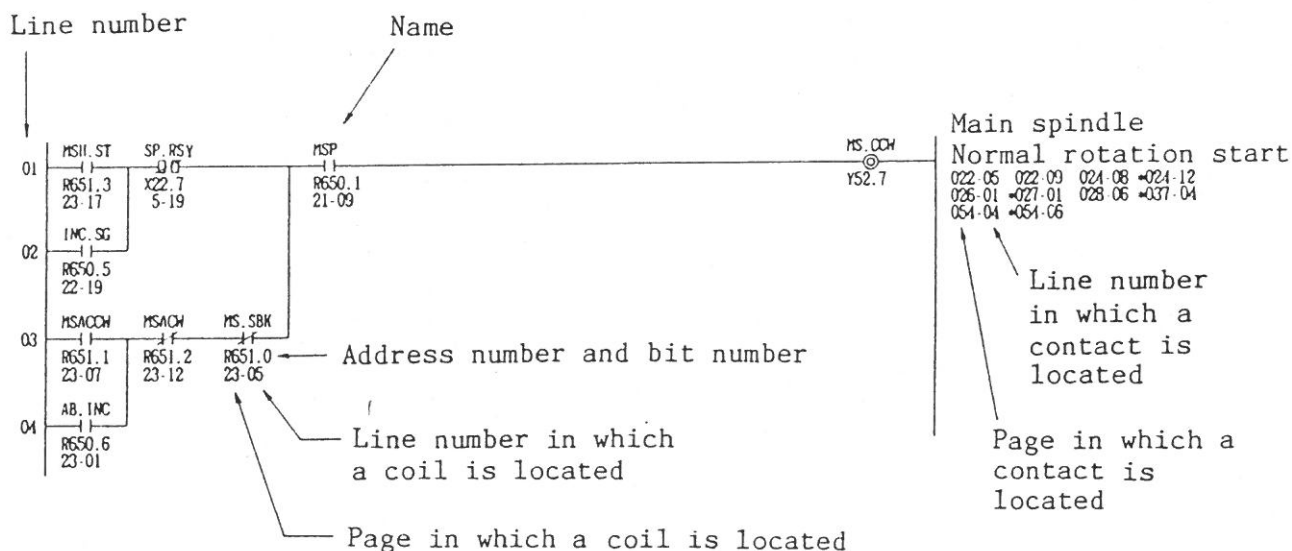 Line number
Name
01
MSH.ST
R651.3
23-17
SP.RSY
X22.7
5-19
MSP
R650.1
21-09
MS.CCW
Y52.7
Main spindle
Normal rotation start
022-05 022-09 024-08 *024-12
026-01 *027-01 028-06 *037-04
054-04 *054-06
02
INC.SG
R650.5
22-19
03
MSACCW
R651.1
23-07
MSACW
R651.2
23-12
MS.SBK
R651.0
23-05
Address number and bit number
Line number
in which a
contact is
located
04
AB.INC
R650.6
23-01
Line number in which
a coil is located
Page in which a
contact is
located
Page in which a coil is located